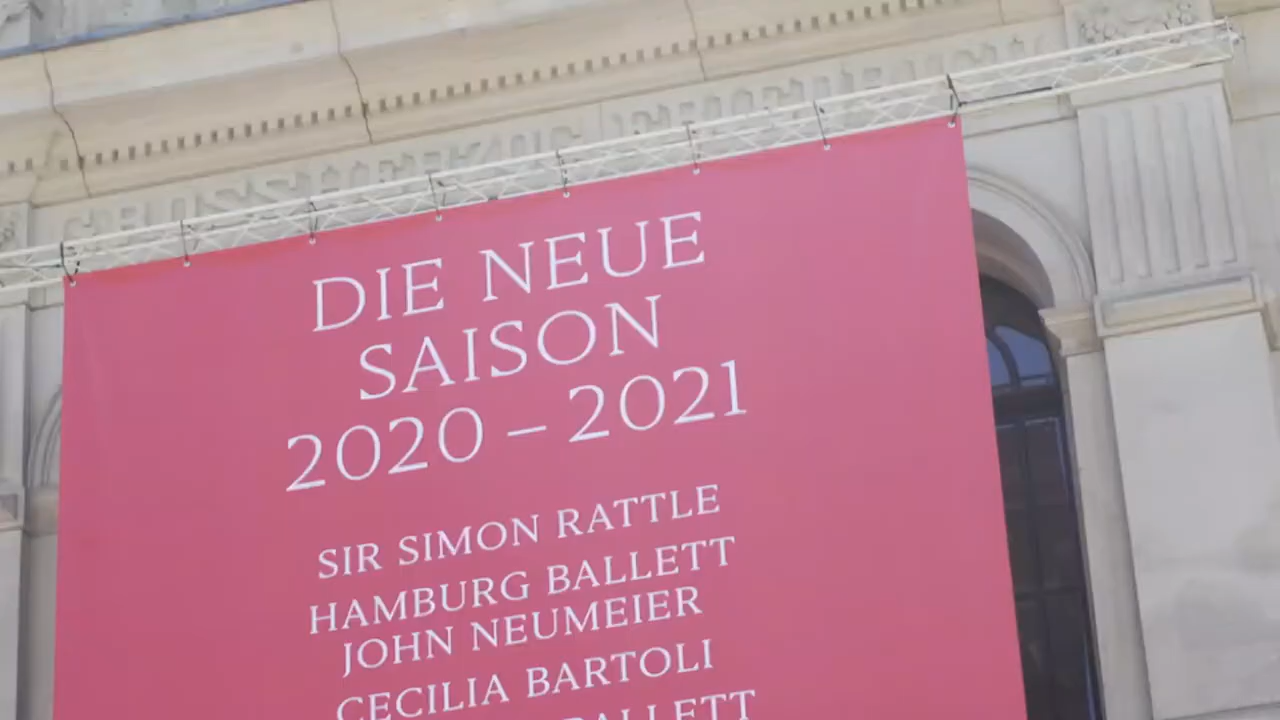 DIE NEUE
SAISON
2020 – 2021
SIR SIMON RATTLE
HAMBURG BALLETT
JOHN NEUMEIER
CECILIA BARTOLI
BALLETT